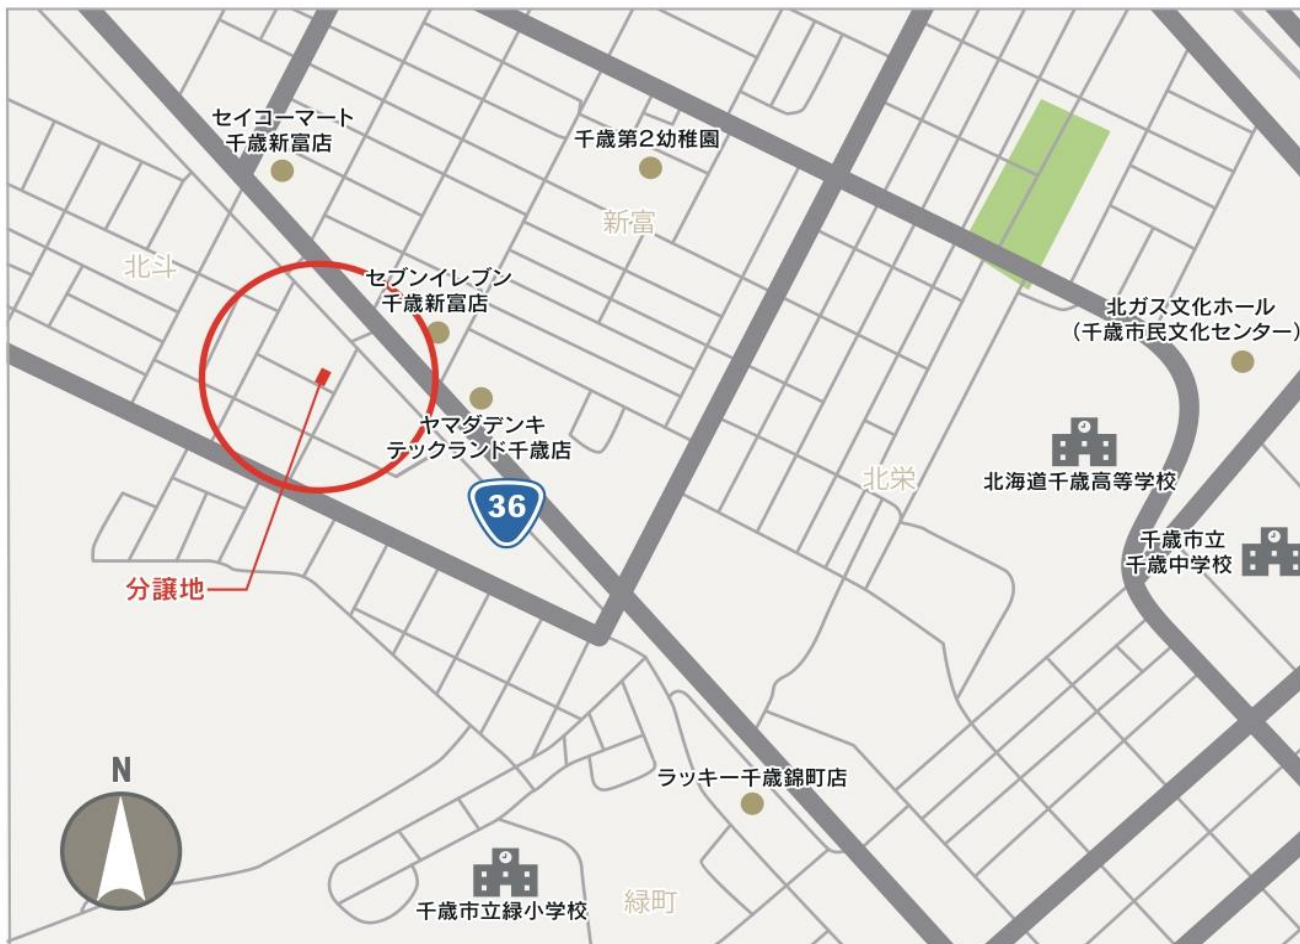 セイコーマート
千歳新富店
千歳第2幼稚園
新富
北斗
セブンイレブン
千歳新富店
北ガス文化ホール
(千歳市民文化センター)
ヤマダデンキ
テックランド千歳店
北栄
北海道千歳高等学校
36
千歳市立
千歳中学校
分譲地
N
ラッキー千歳錦町店
千歳市立緑小学校
緑町